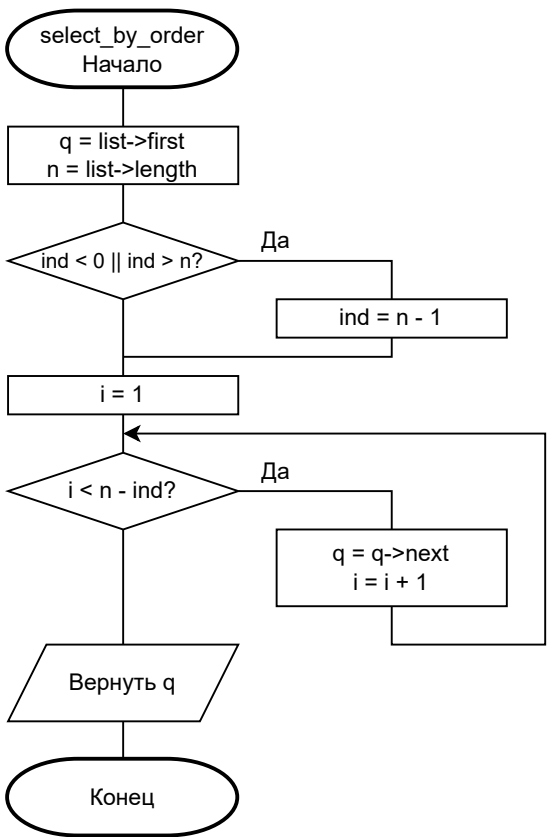 select_by_order
Начало
q = list->first
n = list->length
ind < 0 || ind > n?
Да
ind = n - 1
i = 1
i < n - ind?
Да
q = q->next
i = i + 1
Вернуть q
Конец